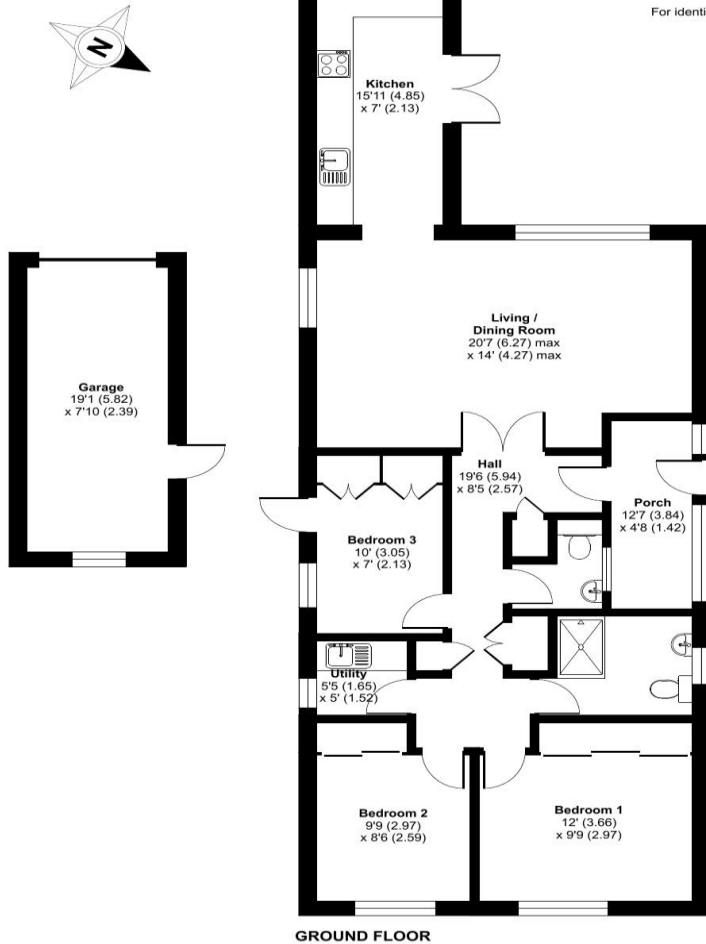 For identi
N
Kitchen
15'11 (4.85)
x 7' (2.13)
Living /
Dining Room
20'7 (6.27) max
x 14' (4.27) max
Garage
19'1 (5.82)
x 7'10 (2.39)
Hall
19'6 (5.94)
x 8'5 (2.57)
Porch
12'7 (3.84)
x 4'8 (1.42)
Bedroom 3
10' (3.05)
x 7' (2.13)
Utility
5'5 (1.65)
x 5' (1.52)
Bedroom 2
9'9 (2.97)
x 8'6 (2.59)
Bedroom 1
12' (3.66)
x 9'9 (2.97)
GROUND FLOOR